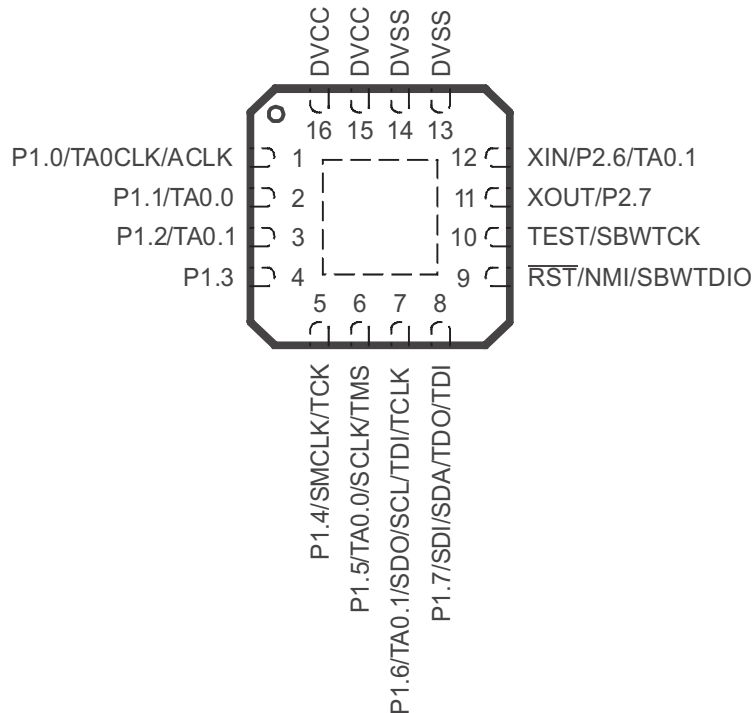 DVCC
DVCC
DVSS
DVSS
16
15
14
13
P1.0/TA0CLK/ACLK
1
12
XIN/P2.6/TA0.1
P1.1/TA0.0
2
11
XOUT/P2.7
P1.2/TA0.1
3
10
TEST/SBWTCK
P1.3
4
9
RST/NMI/SBWTDIO
5
6
7
8
P1.4/SMCLK/TCK
P1.5/TA0.0/SCLK/TMS
P1.6/TA0.1/SDO/SCL/TDI/TCLK
P1.7/SDI/SDA/TDO/TDI